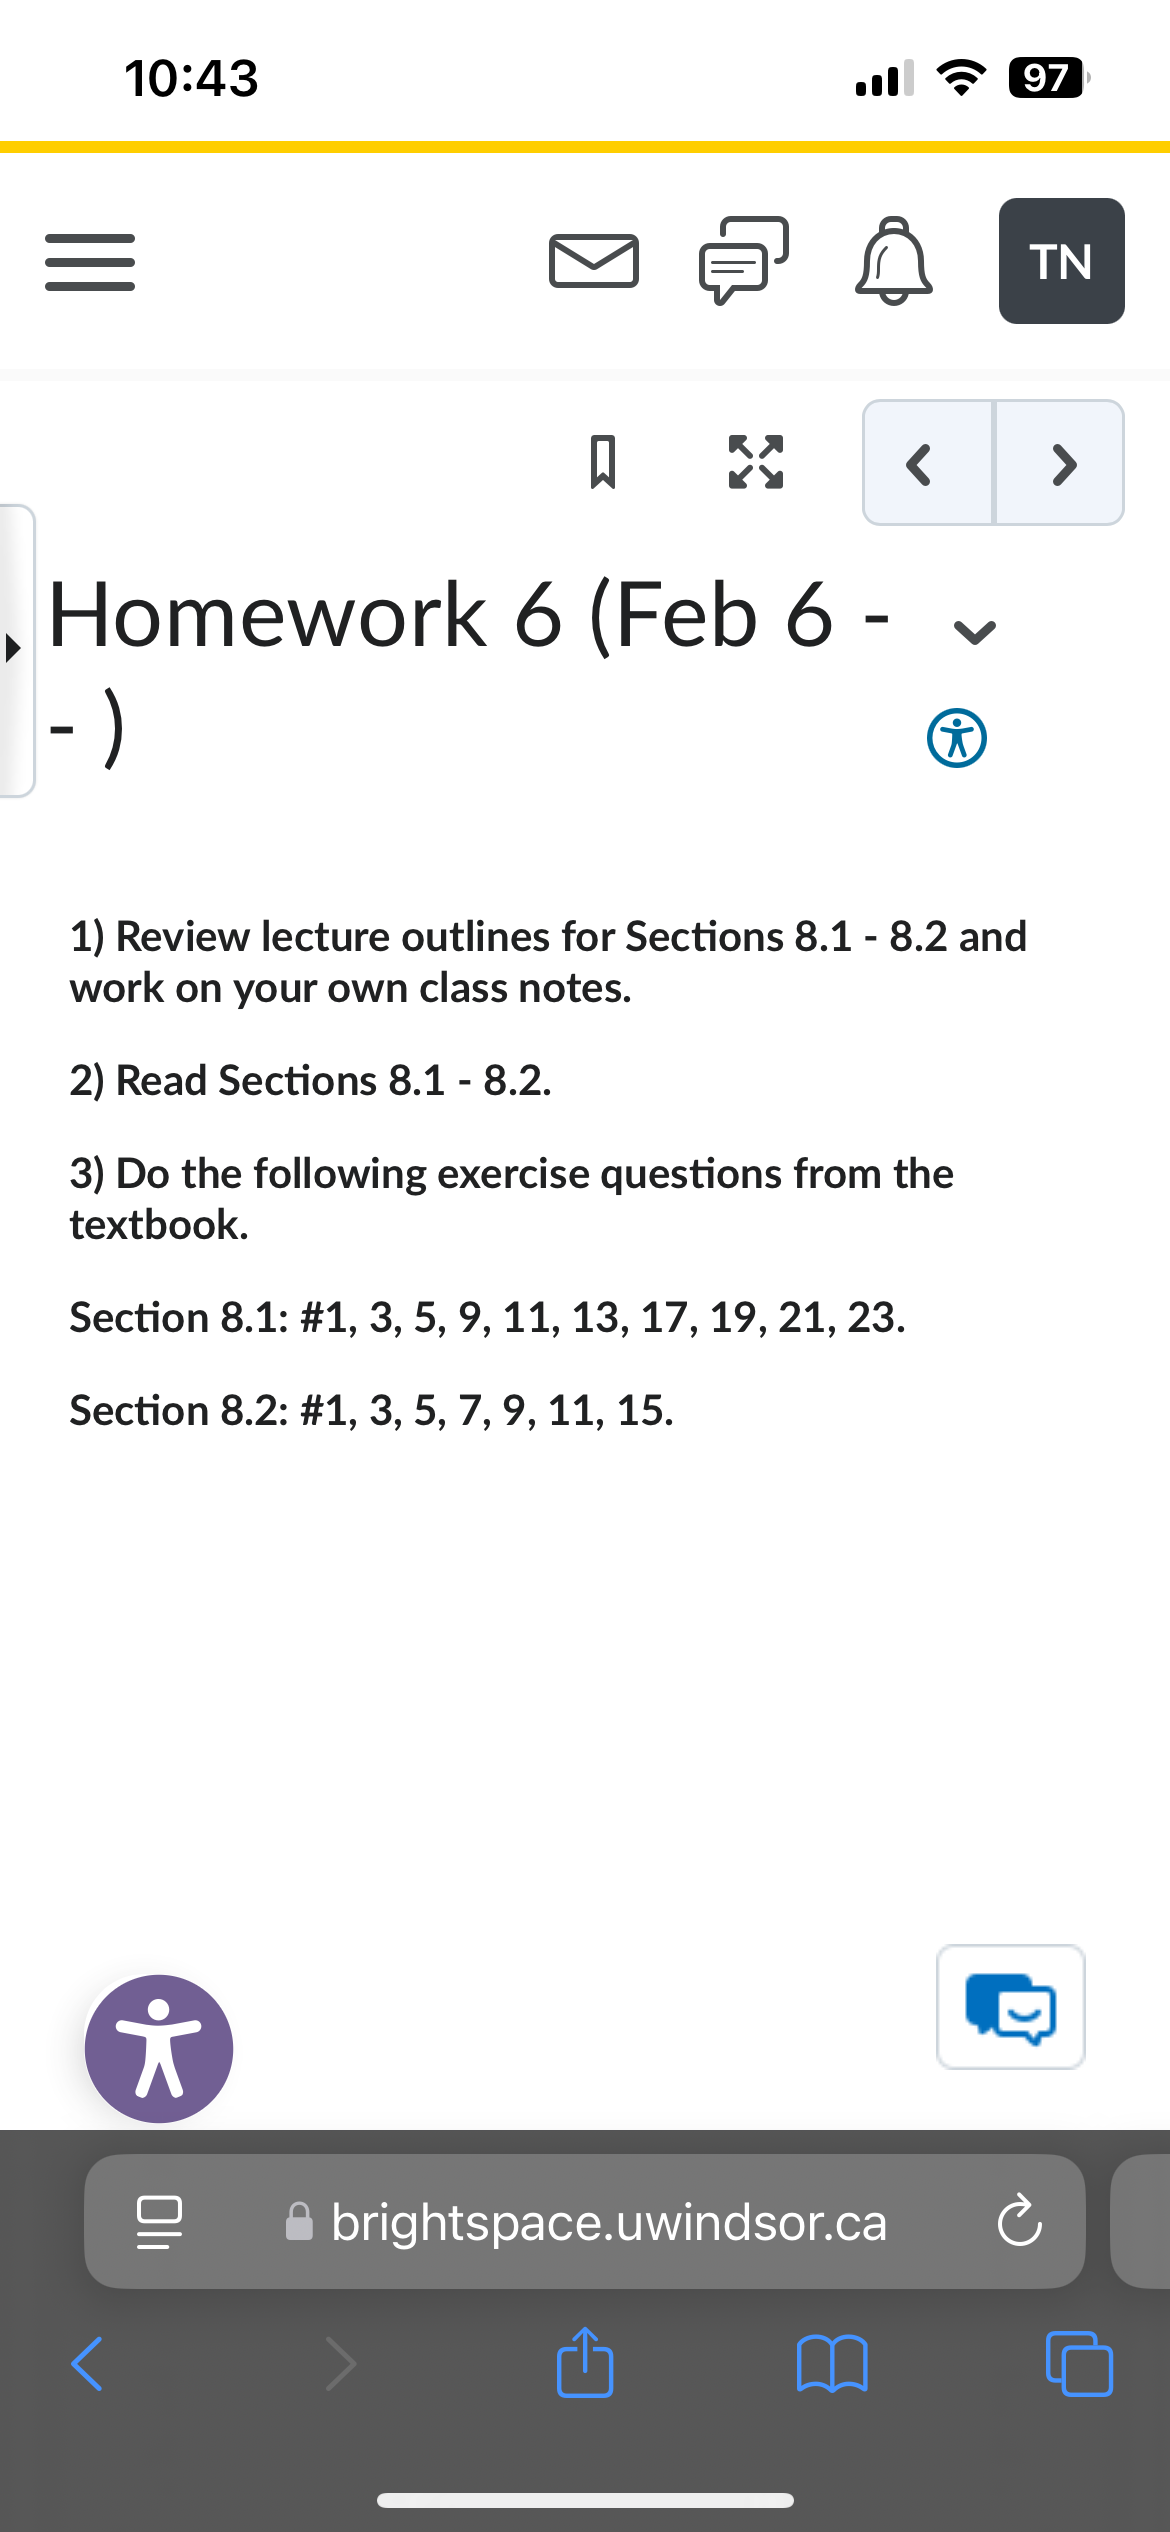 10:43
97
TN
Homework 6 (Feb 6 -
- )
1) Review lecture outlines for Sections 8.1 - 8.2 and
work on your own class notes.
2) Read Sections 8.1 - 8.2.
3) Do the following exercise questions from the
textbook.
Section 8.1: #1, 3, 5, 9, 11, 13, 17, 19, 21, 23.
Section 8.2: #1, 3, 5, 7, 9, 11, 15.
brightspace.uwindsor.ca